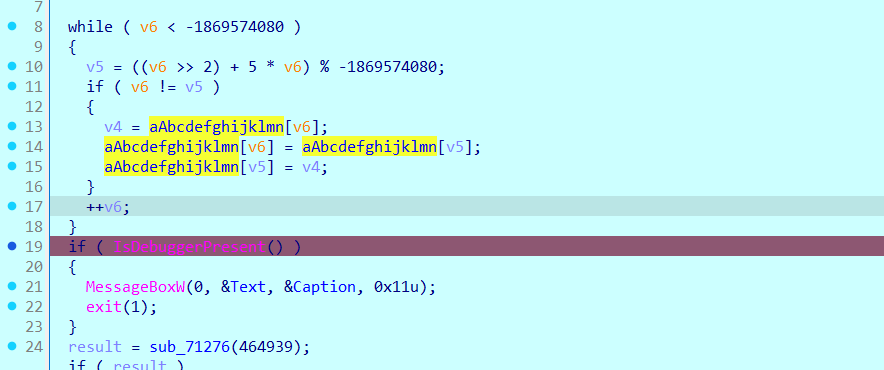 7
8 while ( v6 < -1869574080 )
9 {
10 v5 = ((v6 >> 2) + 5 * v6) % -1869574080;
11 if ( v6 != v5 )
12 {
13 v4 = aAbcdefghijklmn[v6];
14 aAbcdefghijklmn[v6] = aAbcdefghijklmn[v5];
15 aAbcdefghijklmn[v5] = v4;
16 }
17 ++v6;
18 }
19 if ( IsDebuggerPresent() )
20 {
21 MessageBoxW(0, &Text, &Caption, 0x11u);
22 exit(1);
23 }
24 result = sub_71276(464939);
if ( result )